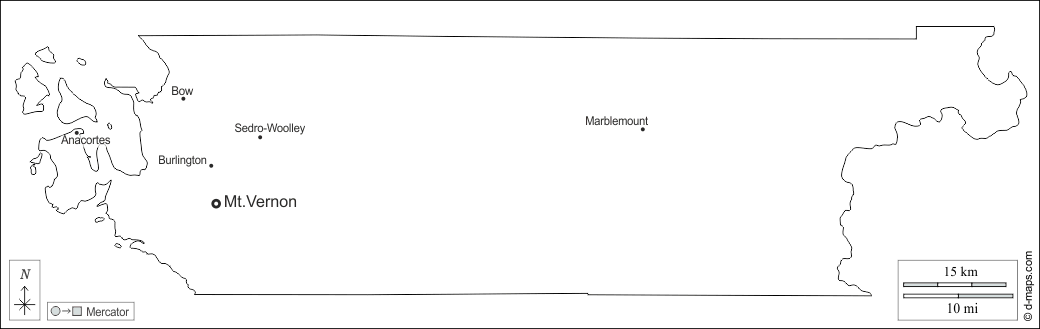 Bow
Marblemount
Sedro-Woolley
Anacortes
Burlington
Mt.Vernon
N
Mercator
15 km
10 mi
© d-maps.com